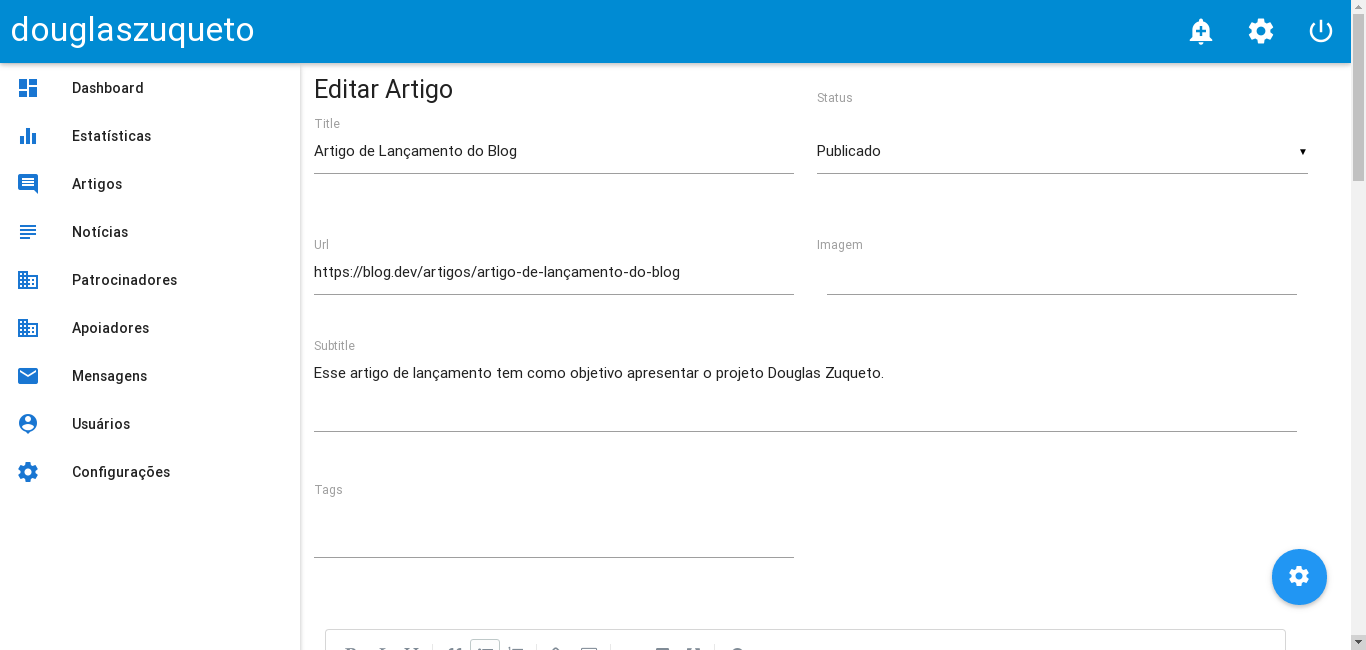 douglaszuqueto
Dashboard
Estatísticas
Artigos
Notícias
Patrocinadores
Apoiadores
Mensagens
Usuários
Configurações
Editar Artigo
Title
Artigo de Lançamento do Blog
Status
Publicado
Url
https://blog.dev/artigos/artigo-de-lançamento-do-blog
Imagem
Subtitle
Esse artigo de lançamento tem como objetivo apresentar o projeto Douglas Zuqueto.
Tags